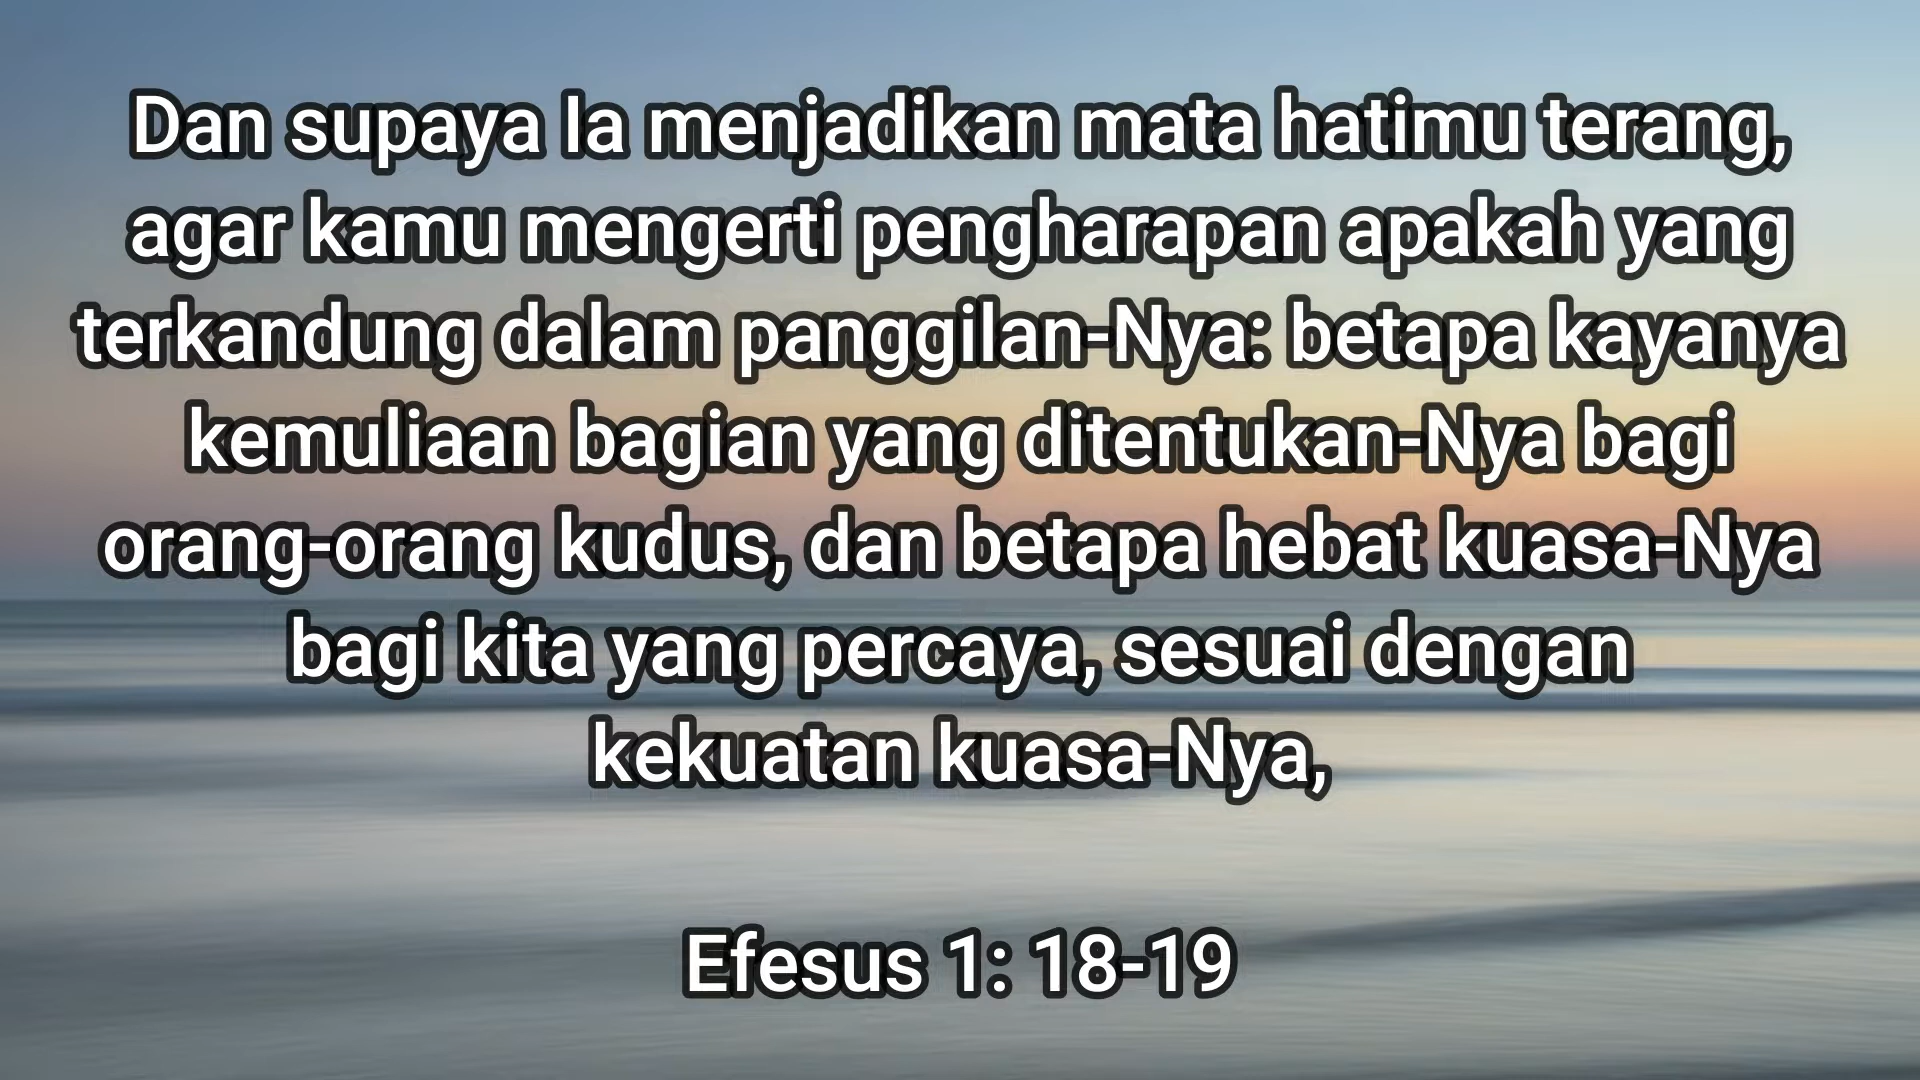 Dan supaya Ia menjadikan mata hatimu terang,
agar kamu mengerti pengharapan apakah yang
terkandung dalam panggilan-Nya: betapa kayanya
kemuliaan bagian yang ditentukan-Nya bagi
orang-orang kudus, dan betapa hebat kuasa-Nya
bagi kita yang percaya, sesuai dengan
kekuatan kuasa-Nya,
Efesus 1: 18-19